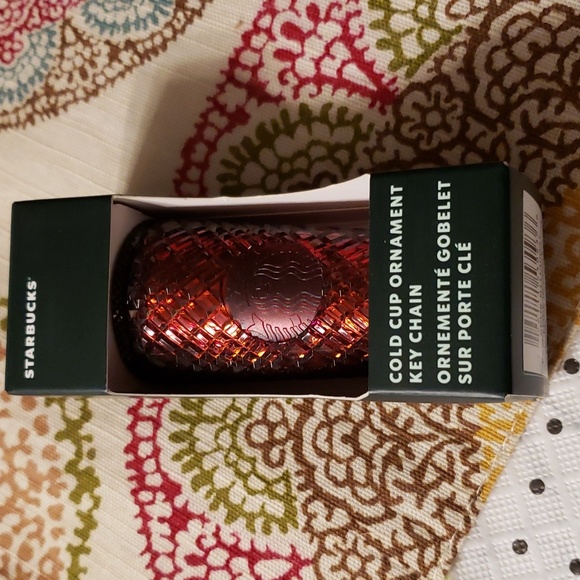 STARBUCKS®
COLD CUP ORNAMENT
KEY CHAIN
ORNEMENTÉ GOBELET
SUR PORTE CLÉ